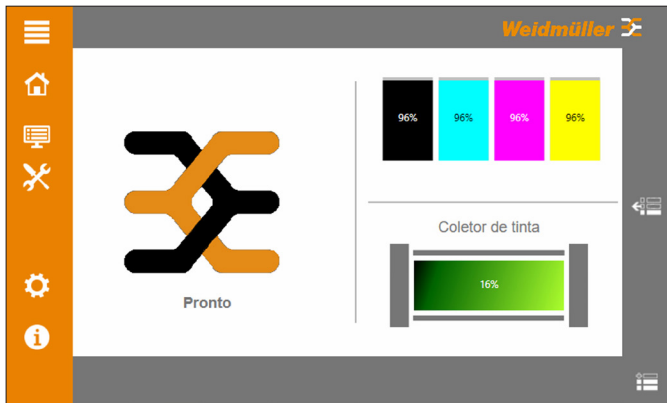 Weidmüller
96% 96% 96% 96%
Coletor de tinta
16%
Pronto